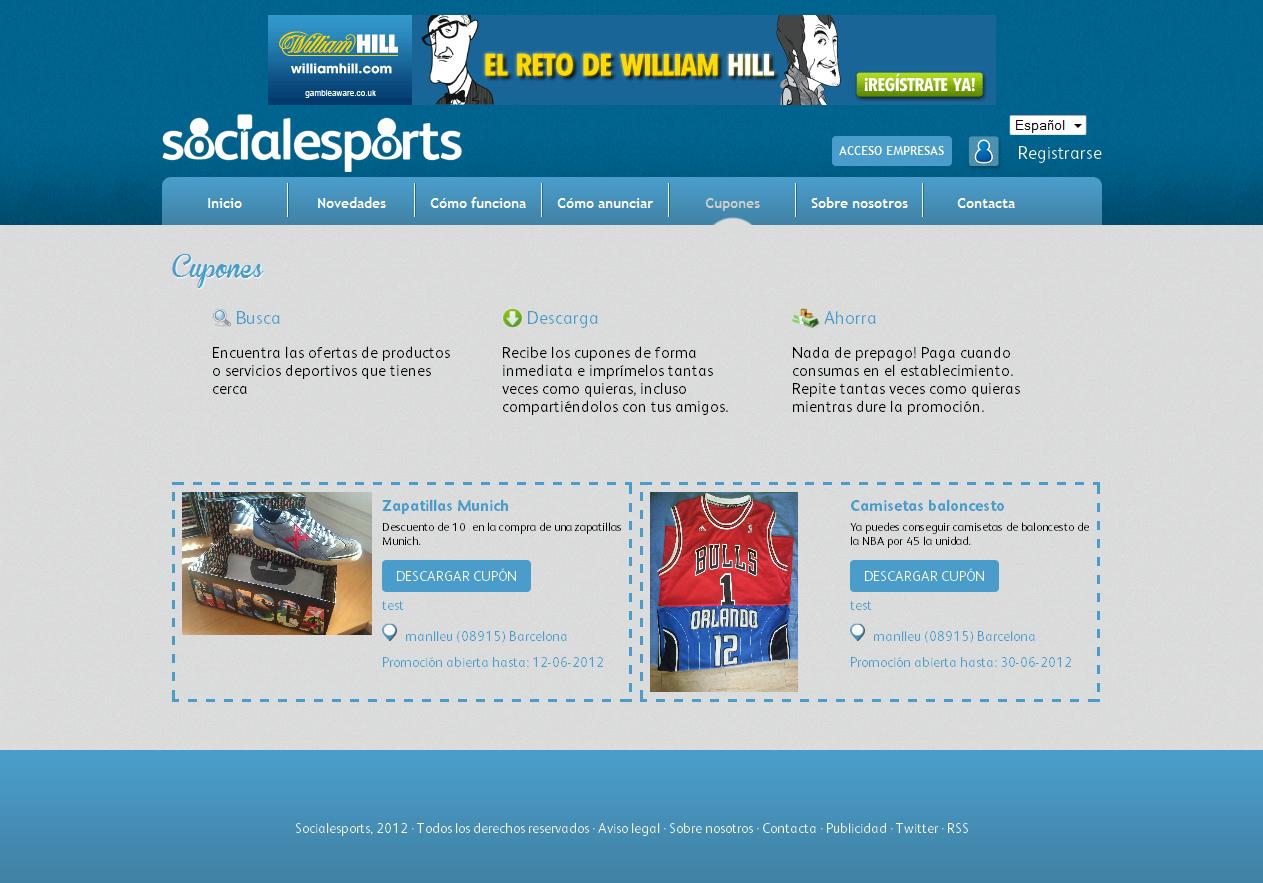 William HILL
williamhill.com
gambleaware.co.uk
EL RETO DE WILLIAM HILL
¡REGÍSTRATE YA!
Español
socialesports
ACCESO EMPRESAS
Registrarse
Inicio
Novedades
Cómo funciona
Cómo anunciar
Cupones
Sobre nosotros
Contacta
Cupones
Busca
Encuentra las ofertas de productos
o servicios deportivos que tienes
cerca
Descarga
Recibe los cupones de forma
inmediata e imprímelos tantas
veces como quieras, incluso
compartiéndolos con tus amigos.
Ahorra
Nada de prepago! Paga cuando
consumas en el establecimiento.
Repite tantas veces como quieras
mientras dure la promoción.
Zapatillas Munich
Descuento de 10 en la compra de una zapatillas
Munich.
DESCARGAR CUPÓN
test
manlleu (08915) Barcelona
Promoción abierta hasta: 12-06-2012
BULLS
1
ORLANDO
12
Camisetas baloncesto
Ya puedes conseguir camisetas de baloncesto de
la NBA por 45 la unidad.
DESCARGAR CUPÓN
test
manlleu (08915) Barcelona
Promoción abierta hasta: 30-06-2012
Socialesports, 2012 · Todos los derechos reservados · Aviso legal · Sobre nosotros · Contacta · Publicidad · Twitter · RSS